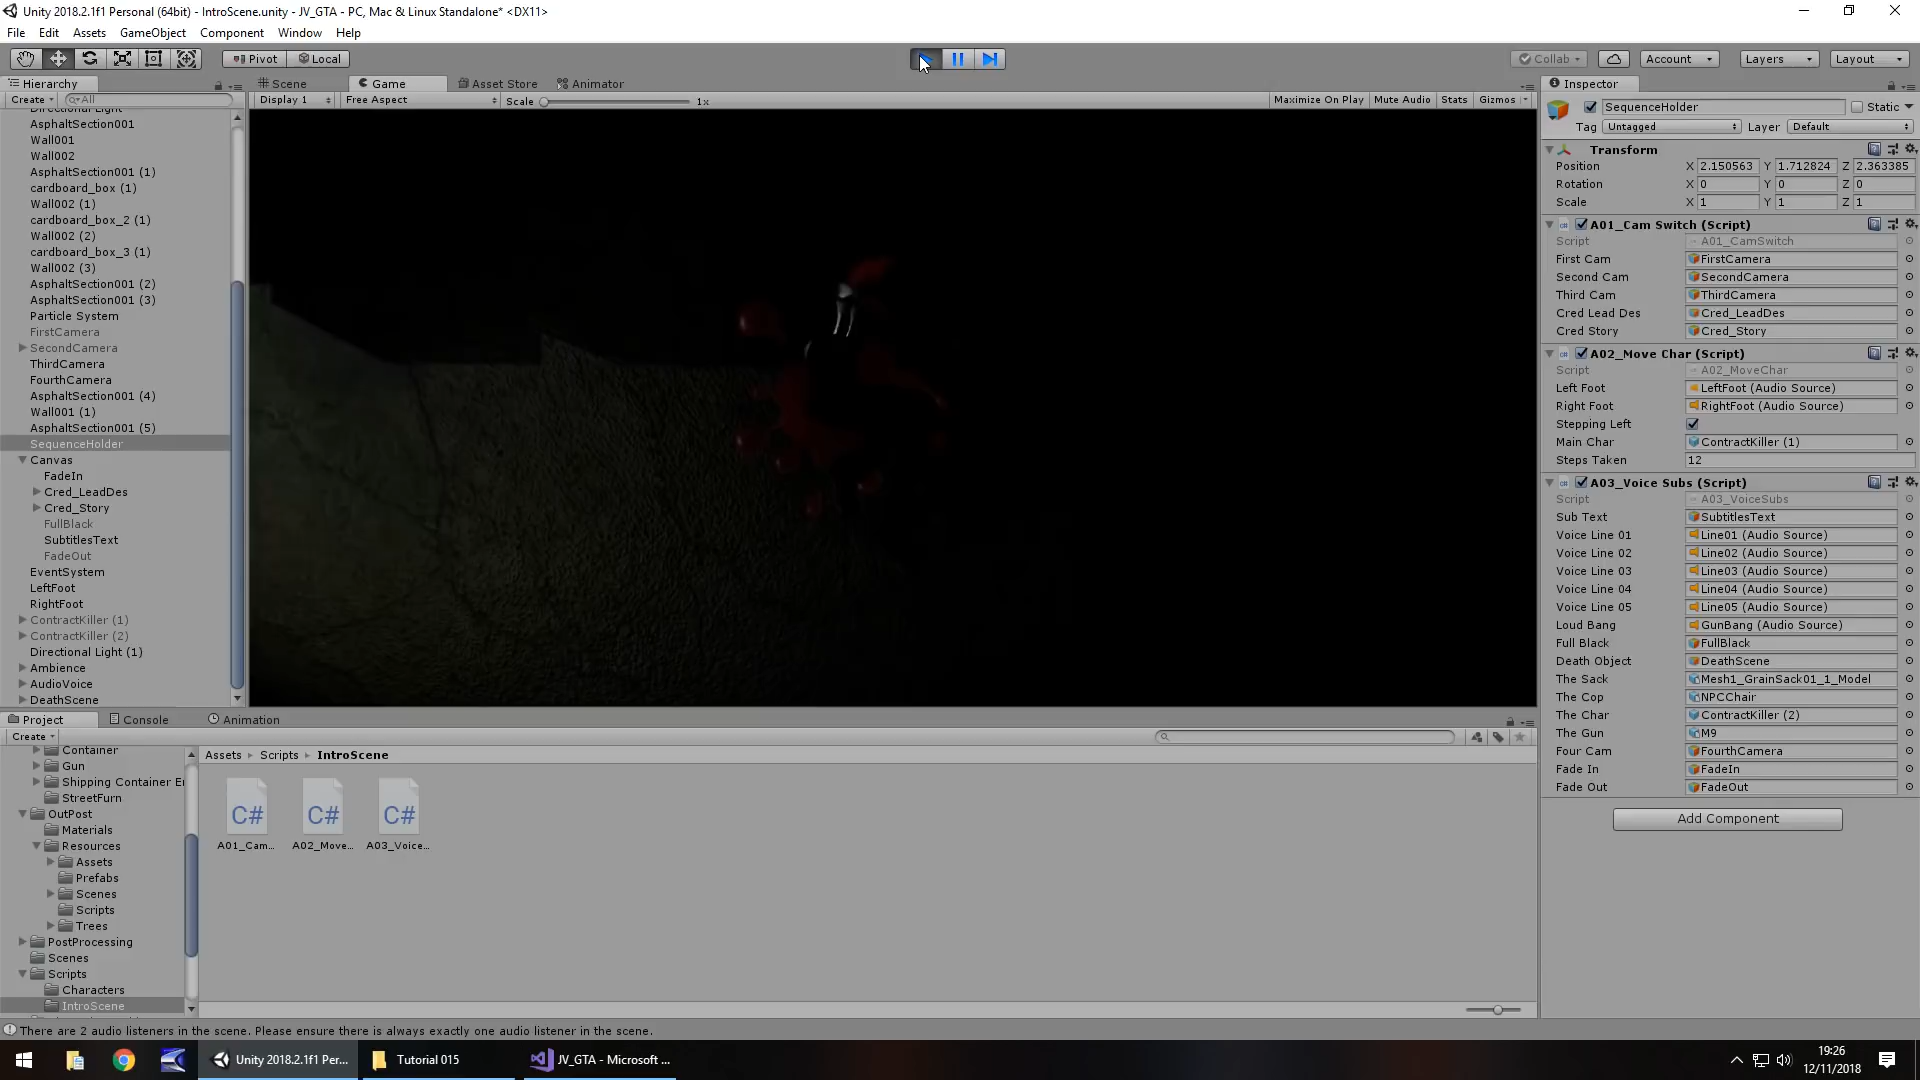 Unity 2018.2.1f1 Personal (64bit) - IntroScene.unity - JV_GTA - PC, Mac & Linux Standalone* <DX11>
File Edit Assets GameObject Component Window Help
Pivot Local Collab Account Layers Layout
Hierarchy Scene Game Asset Store Animator Inspector
Create All Display 1 Free Aspect Scale 1x Maximize On Play Mute Audio Stats Gizmos
SequenceHolder Static
Tag Untagged Layer Default
Directional Light
AsphaltSection001
Wall001
Wall002
AsphaltSection001 (1)
cardboard_box (1)
Wall002 (1)
cardboard_box_2 (1)
Wall002 (2)
cardboard_box_3 (1)
Wall002 (3)
AsphaltSection001 (2)
AsphaltSection001 (3)
Particle System
FirstCamera
SecondCamera
ThirdCamera
FourthCamera
AsphaltSection001 (4)
Wall001 (1)
AsphaltSection001 (5)
SequenceHolder
Canvas
FadeIn
Cred_LeadDes
Cred_Story
FullBlack
SubtitlesText
FadeOut
EventSystem
LeftFoot
RightFoot
ContractKiller (1)
ContractKiller (2)
Directional Light (1)
Ambience
AudioVoice
DeathScene
Transform
Position X 2.150563 Y 1.712824 Z 2.363385
Rotation X 0 Y 0 Z 0
Scale X 1 Y 1 Z 1
A01_Cam Switch (Script)
Script A01_CamSwitch
First Cam FirstCamera
Second Cam SecondCamera
Third Cam ThirdCamera
Cred Lead Des Cred_LeadDes
Cred Story Cred_Story
A02_Move Char (Script)
Script A02_MoveChar
Left Foot LeftFoot (Audio Source)
Right Foot RightFoot (Audio Source)
Stepping Left
Main Char ContractKiller (1)
Steps Taken 12
A03_Voice Subs (Script)
Script A03_VoiceSubs
Sub Text SubtitlesText
Voice Line 01 Line01 (Audio Source)
Voice Line 02 Line02 (Audio Source)
Voice Line 03 Line03 (Audio Source)
Voice Line 04 Line04 (Audio Source)
Voice Line 05 Line05 (Audio Source)
Loud Bang GunBang (Audio Source)
Full Black FullBlack
Death Object DeathScene
The Sack Mesh1_GrainSack01_1_Model
The Cop NPCChair
The Char ContractKiller (2)
The Gun M9
Four Cam FourthCamera
Fade In FadeIn
Fade Out FadeOut
Add Component
Project Console Animation
Create
Container
Gun
Shipping Container Er
StreetFurn
OutPost
Materials
Resources
Assets
Prefabs
Scenes
Scripts
Trees
PostProcessing
Scenes
Scripts
Characters
IntroScene
Assets Scripts IntroScene
C# C# C#
A01_Cam... A02_Move... A03_Voice...
There are 2 audio listeners in the scene. Please ensure there is always exactly one audio listener in the scene.
Unity 2018.2.1f1 Per... Tutorial 015 JV_GTA - Microsoft ...
19:26
12/11/2018